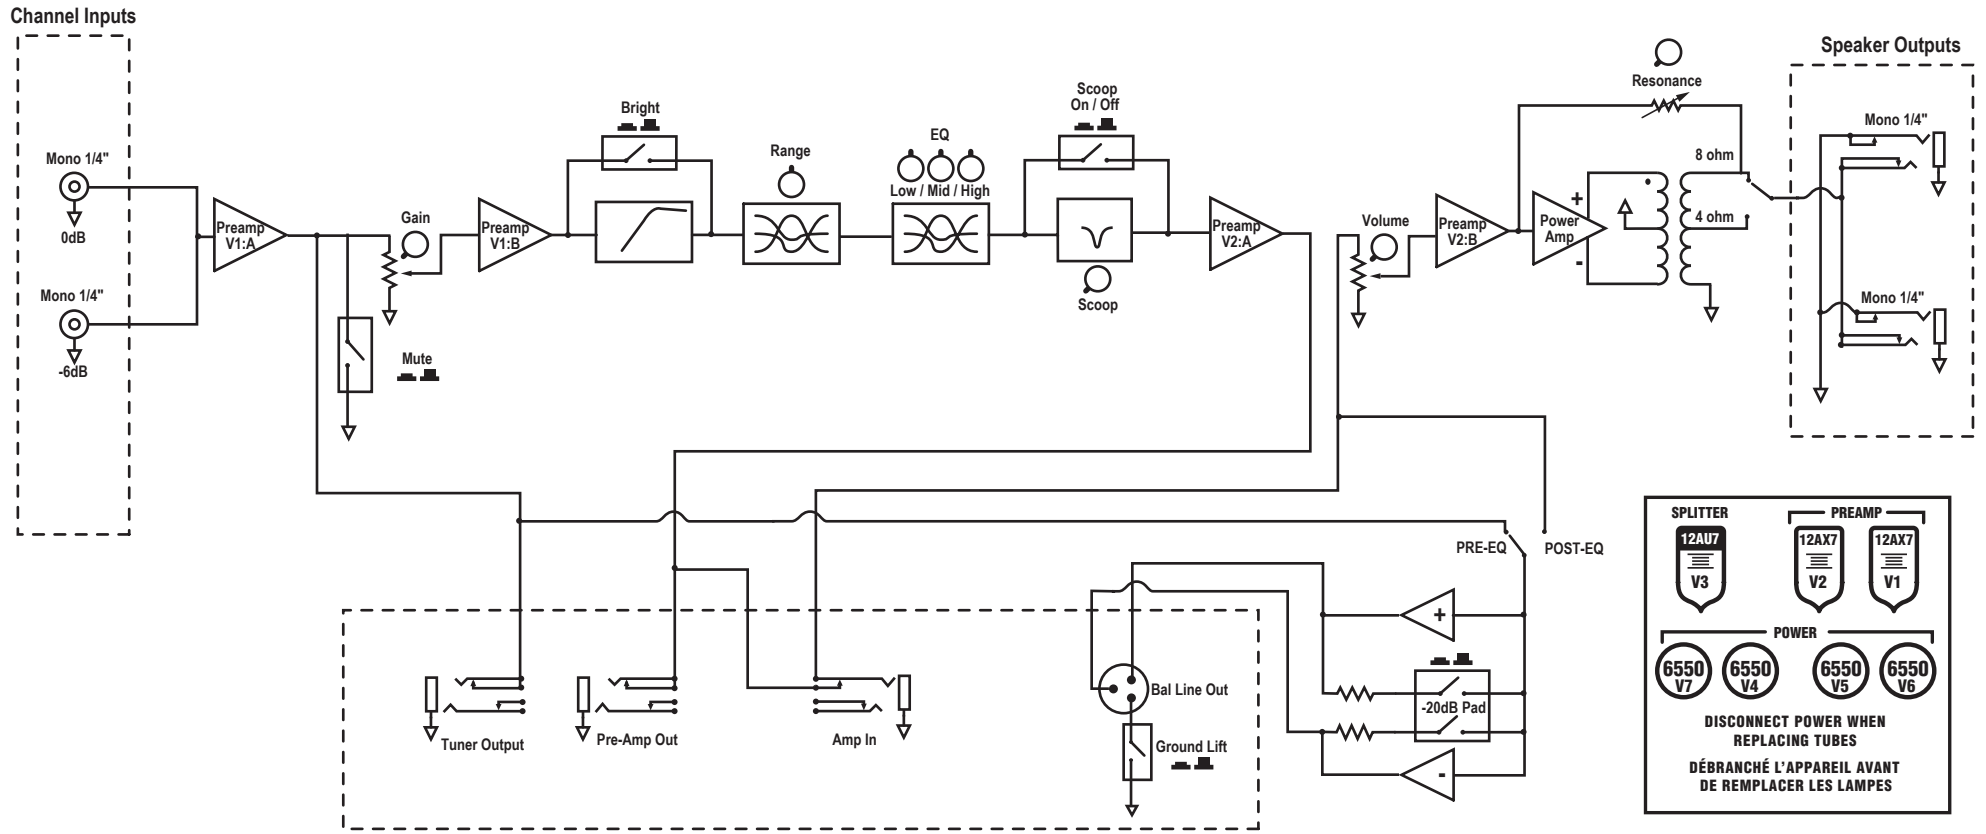 Channel Inputs
Mono 1/4"
0dB
Mono 1/4"
-6dB
Preamp
V1:A
Gain
Mute
Preamp
V1:B
Bright
Range
EQ
Low / Mid / High
Scoop
On / Off
Scoop
Preamp
V2:A
Volume
Preamp
V2:B
Power
Amp
+
-
Resonance
8 ohm
4 ohm
Speaker Outputs
Mono 1/4"
Mono 1/4"
PRE-EQ
POST-EQ
+
-20dB Pad
-
Bal Line Out
Ground Lift
Tuner Output
Pre-Amp Out
Amp In
SPLITTER
12AU7
V3
PREAMP
12AX7
V2
12AX7
V1
POWER
6550
V7
6550
V4
6550
V5
6550
V6
DISCONNECT POWER WHEN
REPLACING TUBES
DÉBRANCHÉ L'APPAREIL AVANT
DE REMPLACER LES LAMPES